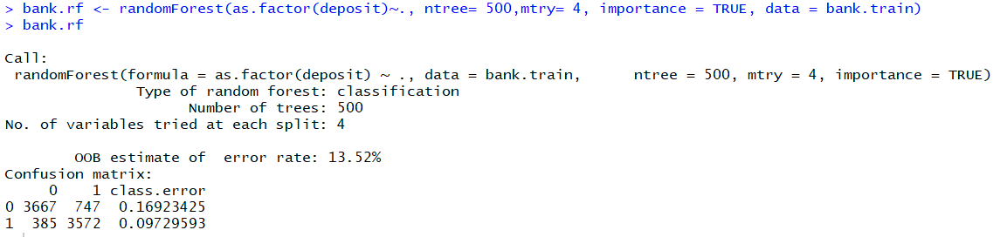 > bank.rf <- randomForest(as.factor(deposit)~., ntree= 500,mtry= 4, importance = TRUE, data = bank.train)
> bank.rf

Call:
 randomForest(formula = as.factor(deposit) ~ ., data = bank.train,      ntree = 500, mtry = 4, importance = TRUE)
               Type of random forest: classification
                     Number of trees: 500
No. of variables tried at each split: 4

        OOB estimate of  error rate: 13.52%
Confusion matrix:
     0    1 class.error
0 3667  747  0.16923425
1  385 3572  0.09729593